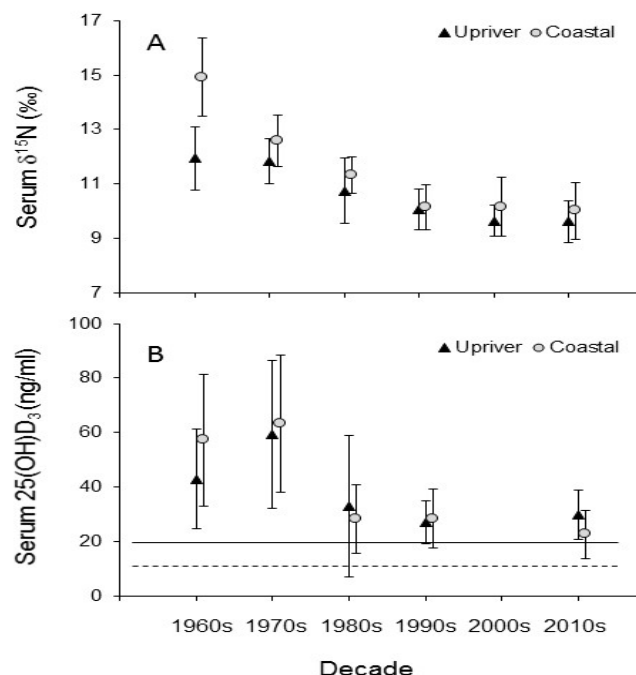 17
A
Upriver
Coastal
15
13
11
9
7
Serum δ¹⁵N (‰)
100
B
Upriver
Coastal
80
60
40
20
0
Serum 25(OH)D₃ (ng/ml)
1960s 1970s 1980s 1990s 2000s 2010s
Decade